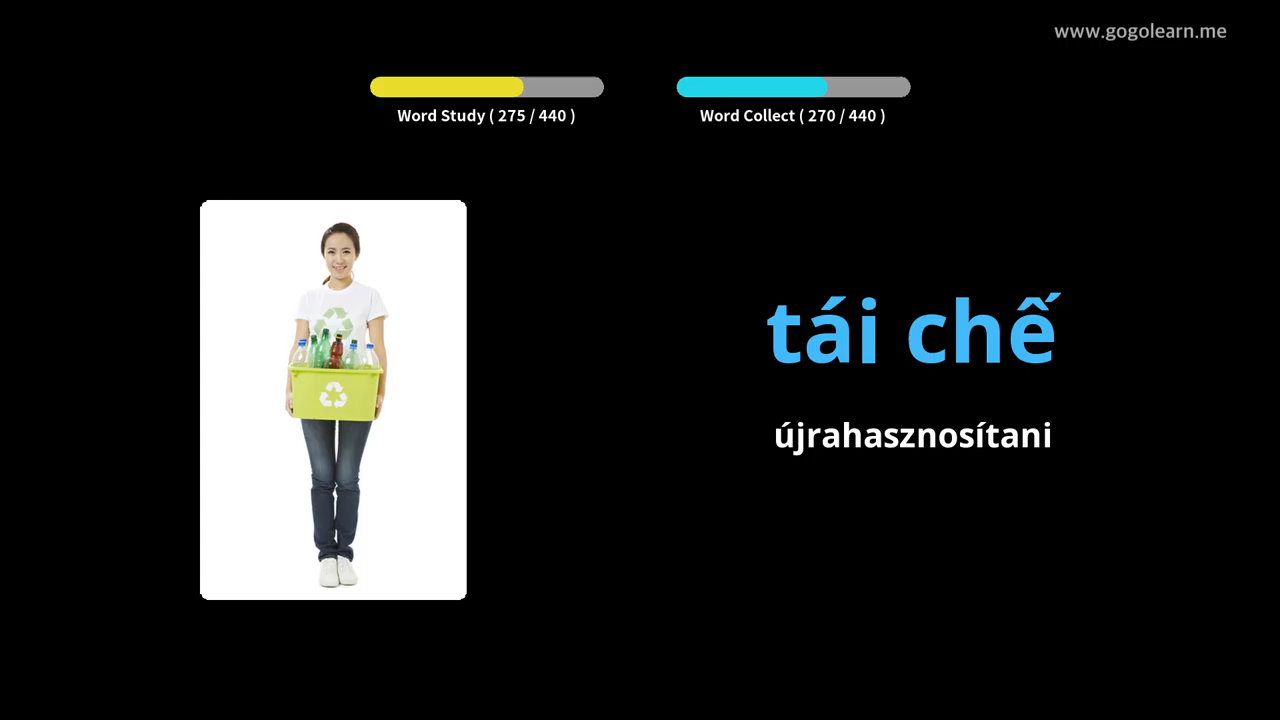 www.gogolearn.me
Word Study ( 275 / 440 )
Word Collect ( 270 / 440 )
tái chế
újrahasznosítani